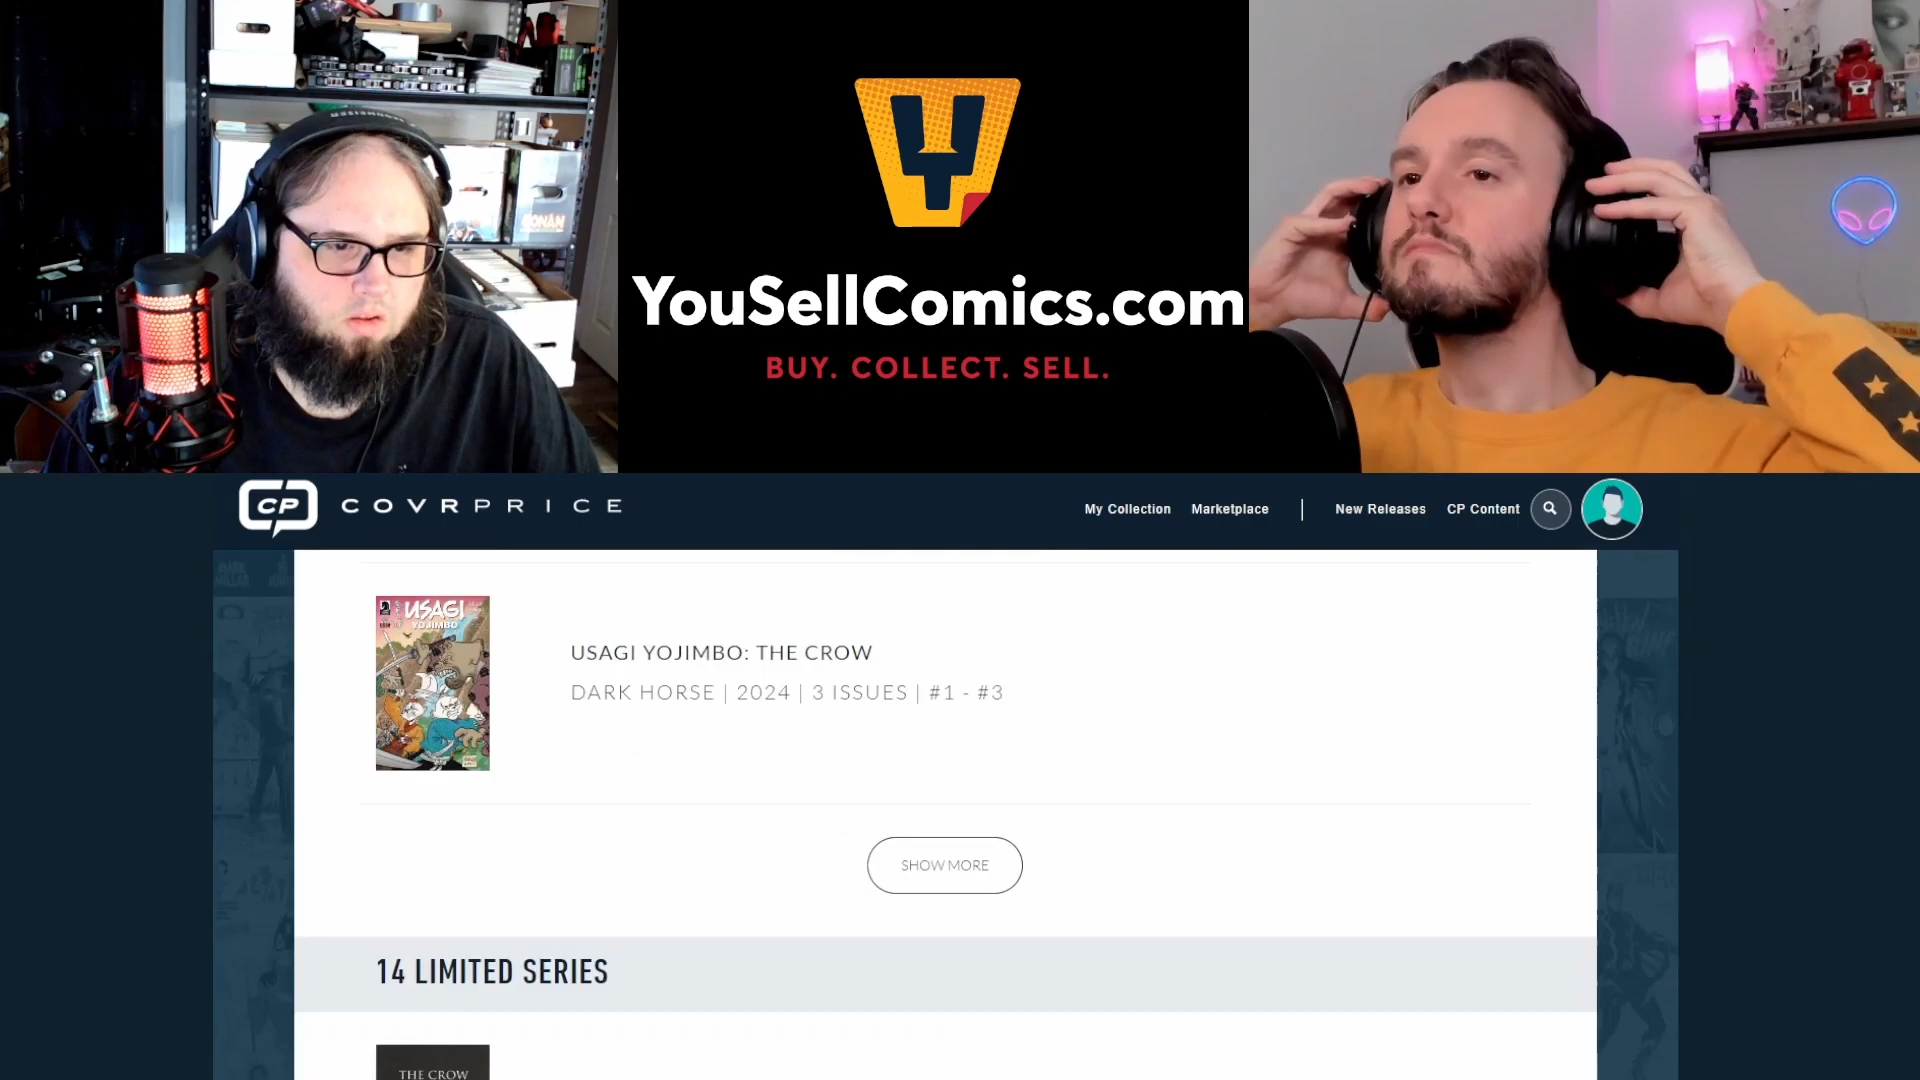 SENNHEISER
CONAN
YouSellComics.com
BUY. COLLECT. SELL.
CP COVRPRICE
My Collection
Marketplace
New Releases
CP Content
USAGI
YOJIMBO
USAGI YOJIMBO: THE CROW
DARK HORSE | 2024 | 3 ISSUES | #1 - #3
SHOW MORE
14 LIMITED SERIES
THE CROW